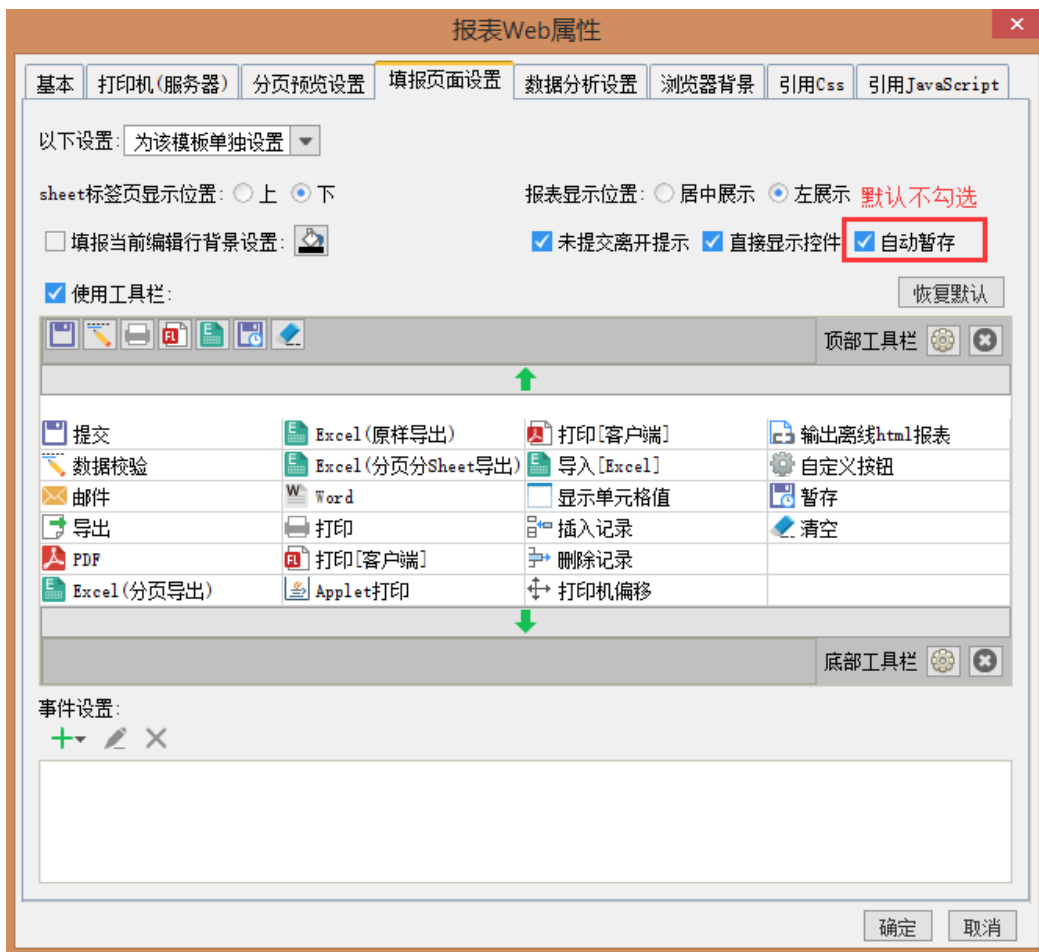 报表Web属性
基本 打印机(服务器) 分页预览设置 填报页面设置 数据分析设置 浏览器背景 引用Css 引用JavaScript
以下设置: 为该模板单独设置
sheet标签页显示位置: 上 下 报表显示位置: 居中展示 左展示 默认不勾选
填报当前编辑行背景设置: 未提交离开提示 直接显示控件 自动暂存
使用工具栏: 恢复默认
顶部工具栏
提交 Excel(原样导出) 打印[客户端] 输出离线html报表
数据校验 Excel(分页分Sheet导出) 导入[Excel] 自定义按钮
邮件 Word 显示单元格值 暂存
导出 打印 插入记录 清空
PDF 打印[客户端] 删除记录
Excel(分页导出) Applet打印 打印机偏移
底部工具栏
事件设置:
确定 取消